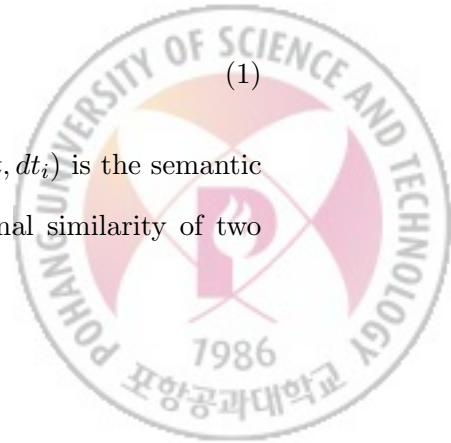 (1)
, dt_i) is the semantic
nal similarity of two
POHANG UNIVERSITY OF SCIENCE AND TECHNOLOGY
1986
포항공과대학교